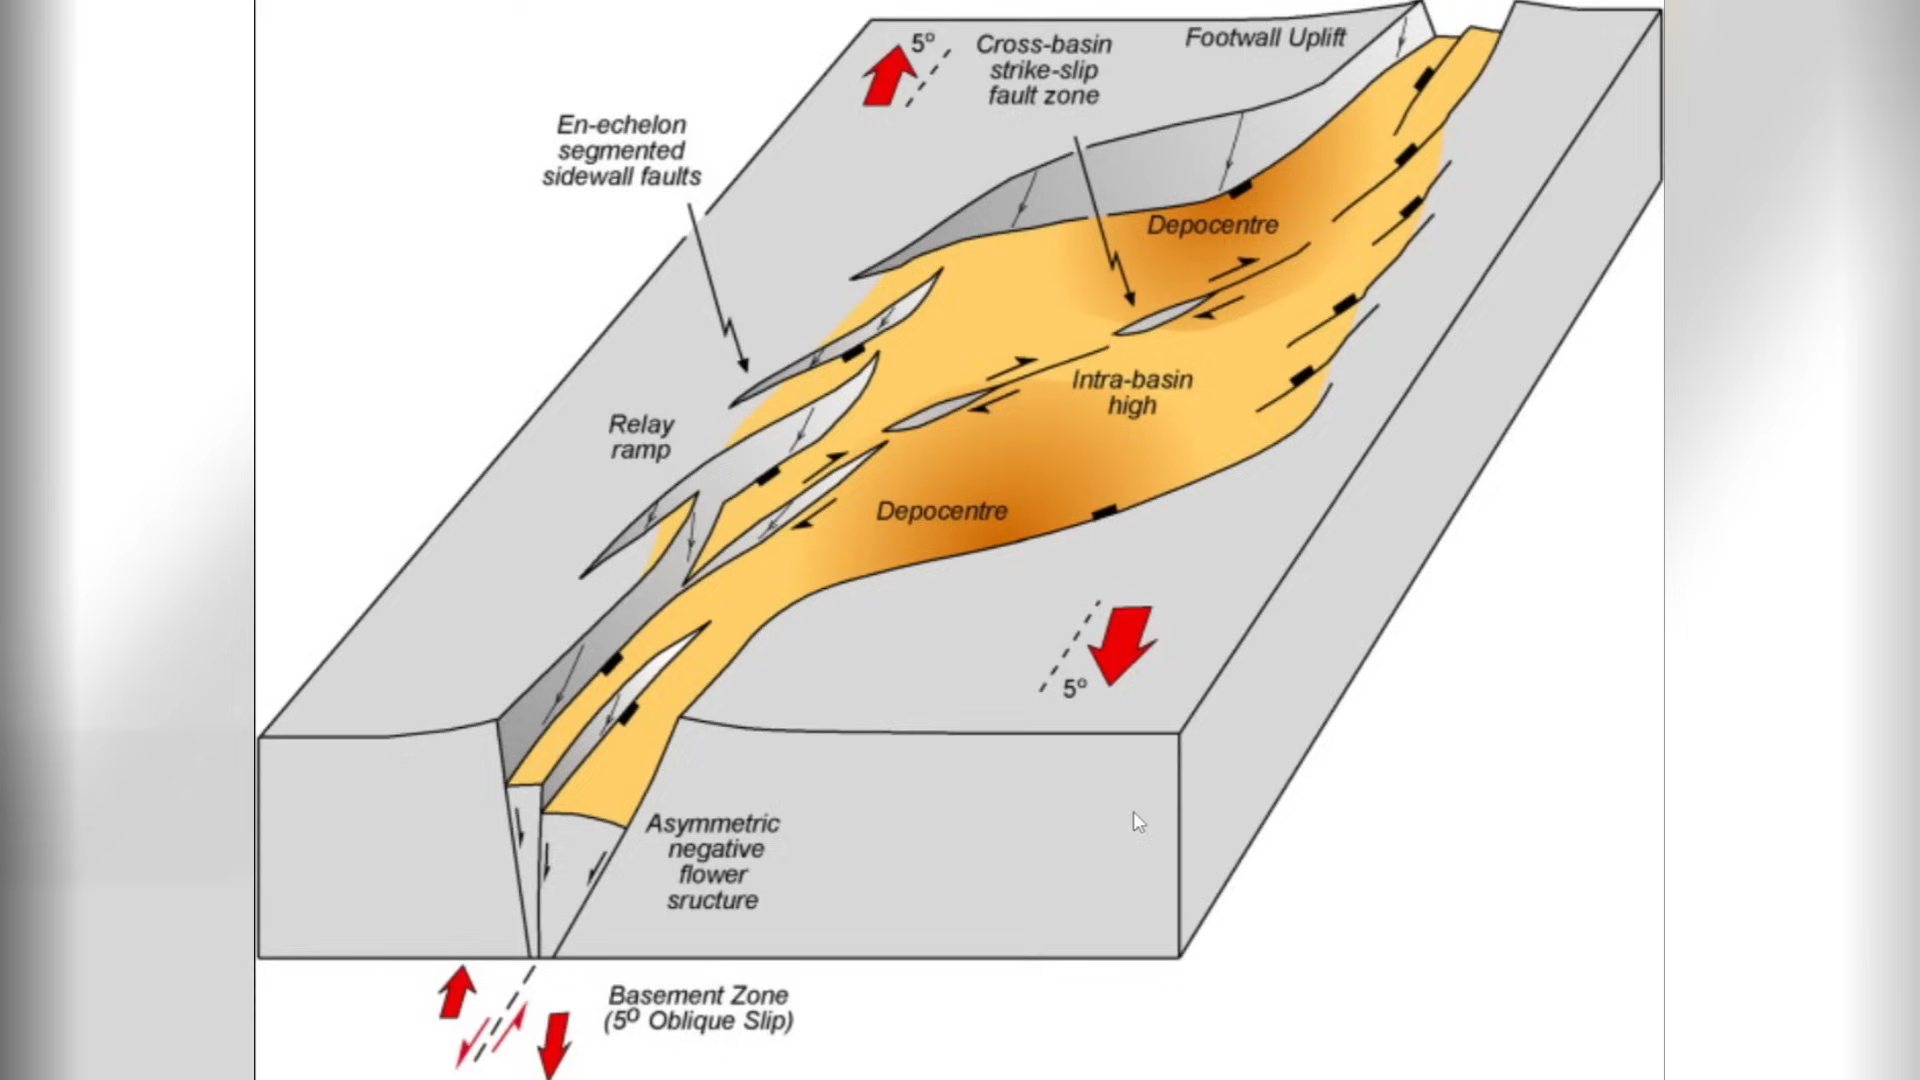 5°
Cross-basin
strike-slip
fault zone
Footwall Uplift
En-echelon
segmented
sidewall faults
Depocentre
Intra-basin
high
Relay
ramp
Depocentre
5°
Asymmetric
negative
flower
sructure
Basement Zone
(5° Oblique Slip)